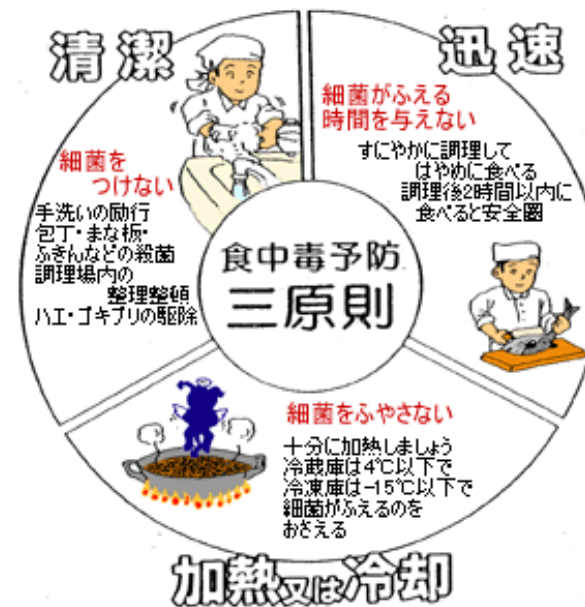 清潔
細菌を
つけない
手洗いの励行
包丁・まな板・
ふきんなどの殺菌
調理場内の
整理整頓
ハエ・ゴキブリの駆除
迅速
細菌がふえる
時間を与えない
すにやかに調理して
はやめに食べる
調理後2時間以内に
食べると安全圏
食中毒予防
三原則
細菌をふやさない
十分に加熱しましょう
冷蔵庫は4℃以下で
冷凍庫は-15℃以下で
細菌がふえるのを
おさえる
加熱又は冷却